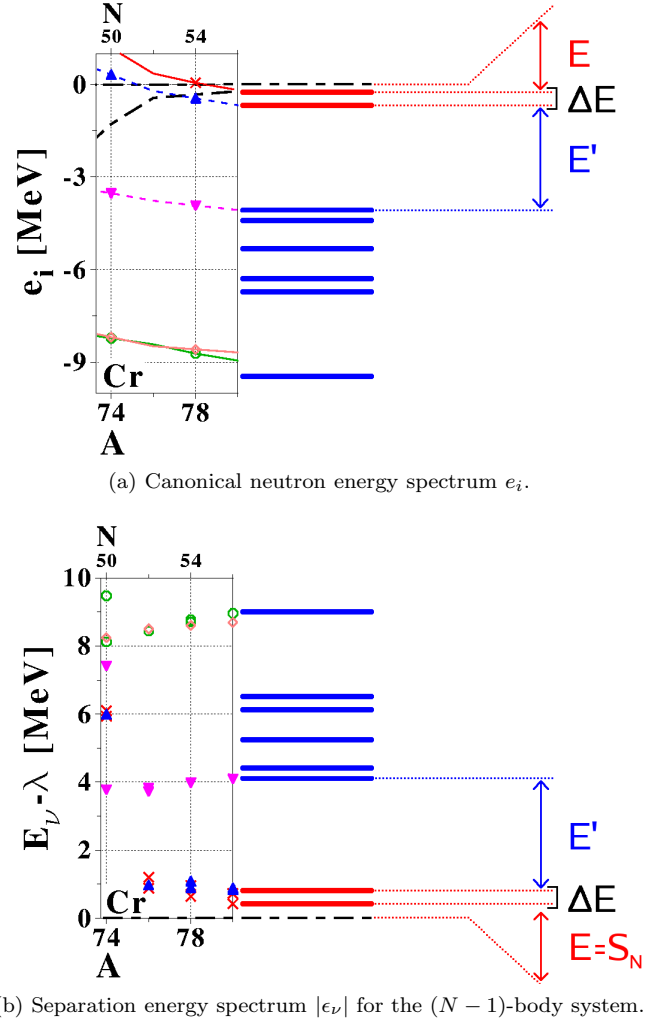 N
50 54
0
-3
-6
-9
e_i [MeV]
Cr
74 78
A
E
ΔE
E'
(a) Canonical neutron energy spectrum e_i.
N
50 54
10
8
6
4
2
0
E_ν-λ [MeV]
Cr
74 78
A
E'
ΔE
E=S_N
(b) Separation energy spectrum |ϵ_ν| for the (N − 1)-body system.